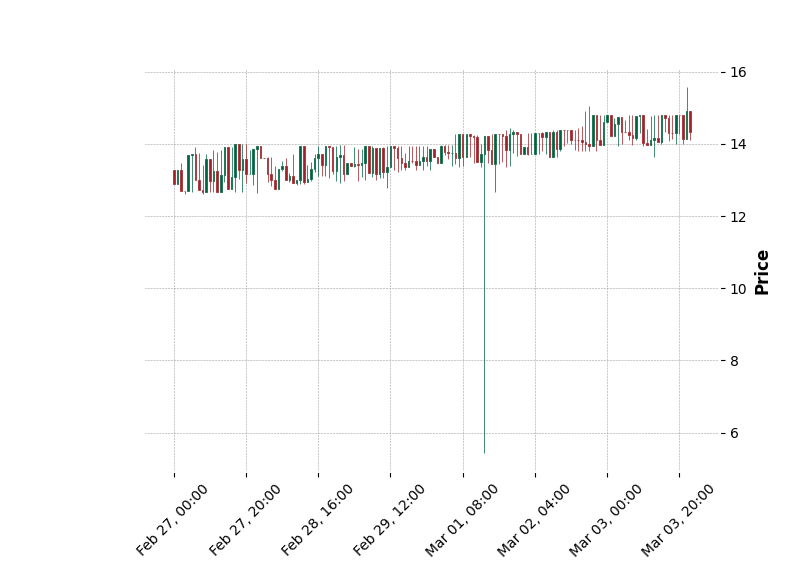 16
14
12
10
8
6
Price
Feb 27, 00:00
Feb 27, 20:00
Feb 28, 16:00
Feb 29, 12:00
Mar 01, 08:00
Mar 02, 04:00
Mar 03, 00:00
Mar 03, 20:00